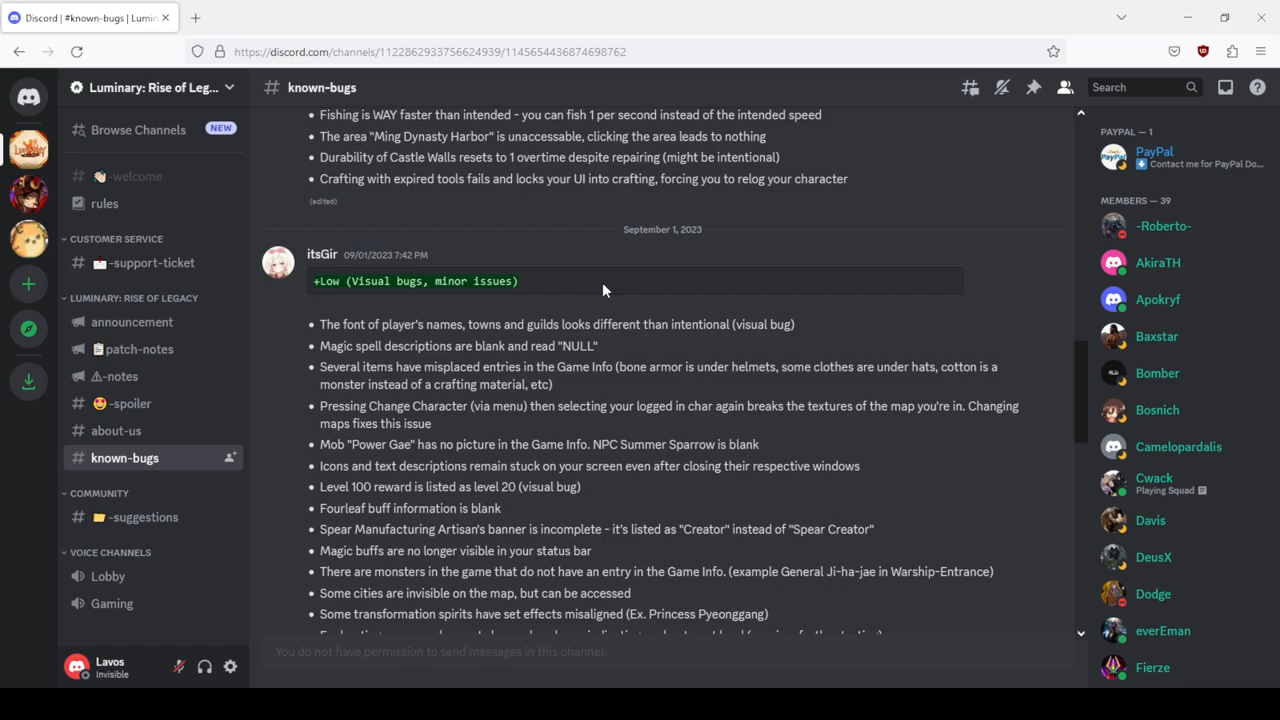 Discord | #known-bugs | Lumin
https://discord.com/channels/1122862933756624939/1145654436874698762
Luminary: Rise of Leg...
Browse Channels
NEW
-welcome
rules
CUSTOMER SERVICE
-support-ticket
LUMINARY: RISE OF LEGACY
announcement
-patch-notes
-notes
-spoiler
about-us
known-bugs
COMMUNITY
-suggestions
VOICE CHANNELS
Lobby
Gaming
Lavos
Invisible
known-bugs
Search
• Fishing is WAY faster than intended - you can fish 1 per second instead of the intended speed
• The area "Ming Dynasty Harbor" is unaccessable, clicking the area leads to nothing
• Durability of Castle Walls resets to 1 overtime despite repairing (might be intentional)
• Crafting with expired tools fails and locks your UI into crafting, forcing you to relog your character
(edited)
September 1, 2023
itsGir 09/01/2023 7:42 PM
+Low (Visual bugs, minor issues)
• The font of player's names, towns and guilds looks different than intentional (visual bug)
• Magic spell descriptions are blank and read "NULL"
• Several items have misplaced entries in the Game Info (bone armor is under helmets, some clothes are under hats, cotton is a
monster instead of a crafting material, etc)
• Pressing Change Character (via menu) then selecting your logged in char again breaks the textures of the map you're in. Changing
maps fixes this issue
• Mob "Power Gae" has no picture in the Game Info. NPC Summer Sparrow is blank
• Icons and text descriptions remain stuck on your screen even after closing their respective windows
• Level 100 reward is listed as level 20 (visual bug)
• Fourleaf buff information is blank
• Spear Manufacturing Artisan's banner is incomplete - it's listed as "Creator" instead of "Spear Creator"
• Magic buffs are no longer visible in your status bar
• There are monsters in the game that do not have an entry in the Game Info. (example General Ji-ha-jae in Warship-Entrance)
• Some cities are invisible on the map, but can be accessed
• Some transformation spirits have set effects misaligned (Ex. Princess Pyeonggang)
You do not have permission to send messages in this channel.
PAYPAL — 1
PayPal
Contact me for PayPal Do...
MEMBERS — 39
-Roberto-
AkiraTH
Apokryf
Baxstar
Bomber
Bosnich
Camelopardalis
Cwack
Playing Squad
Davis
DeusX
Dodge
everEman
Fierze